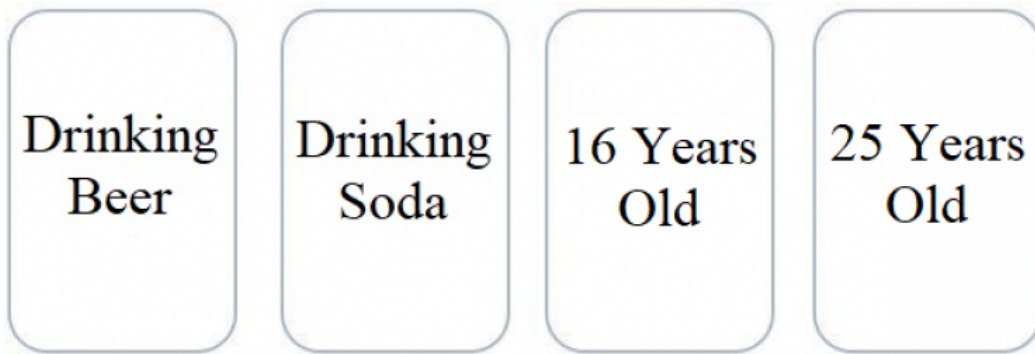 Drinking
Beer
Drinking
Soda
16 Years
Old
25 Years
Old